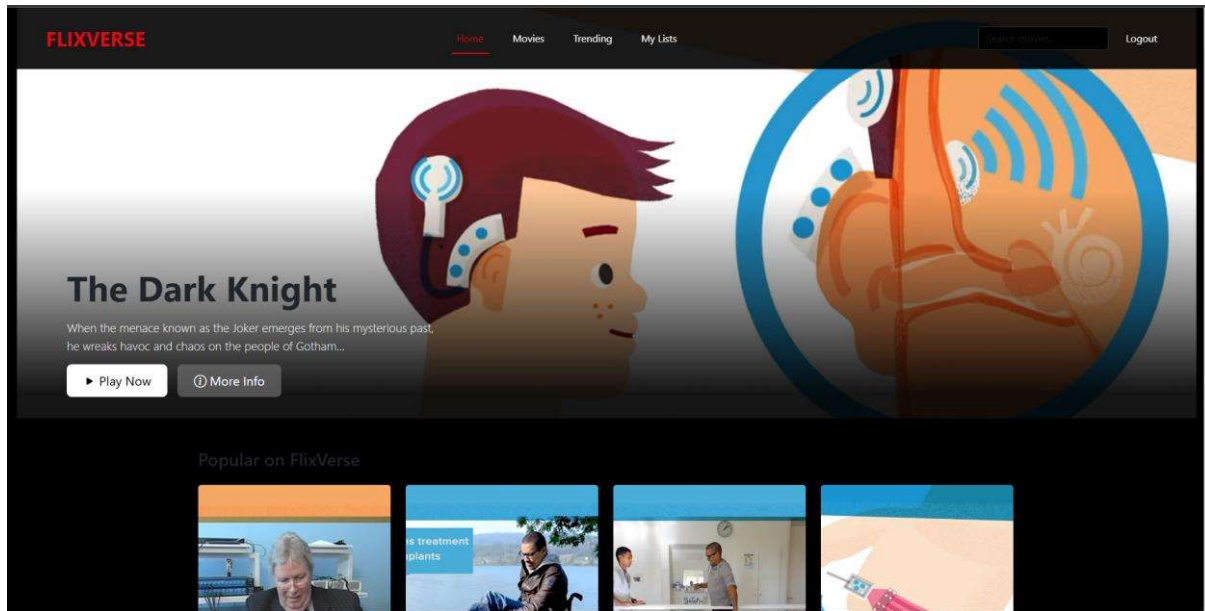 FLIXVERSE
Home Movies Trending My Lists Search movies... Logout
The Dark Knight
When the menace known as the Joker emerges from his mysterious past,
he wreaks havoc and chaos on the people of Gotham...
Play Now More Info
Popular on FlixVerse
s treatment
plants